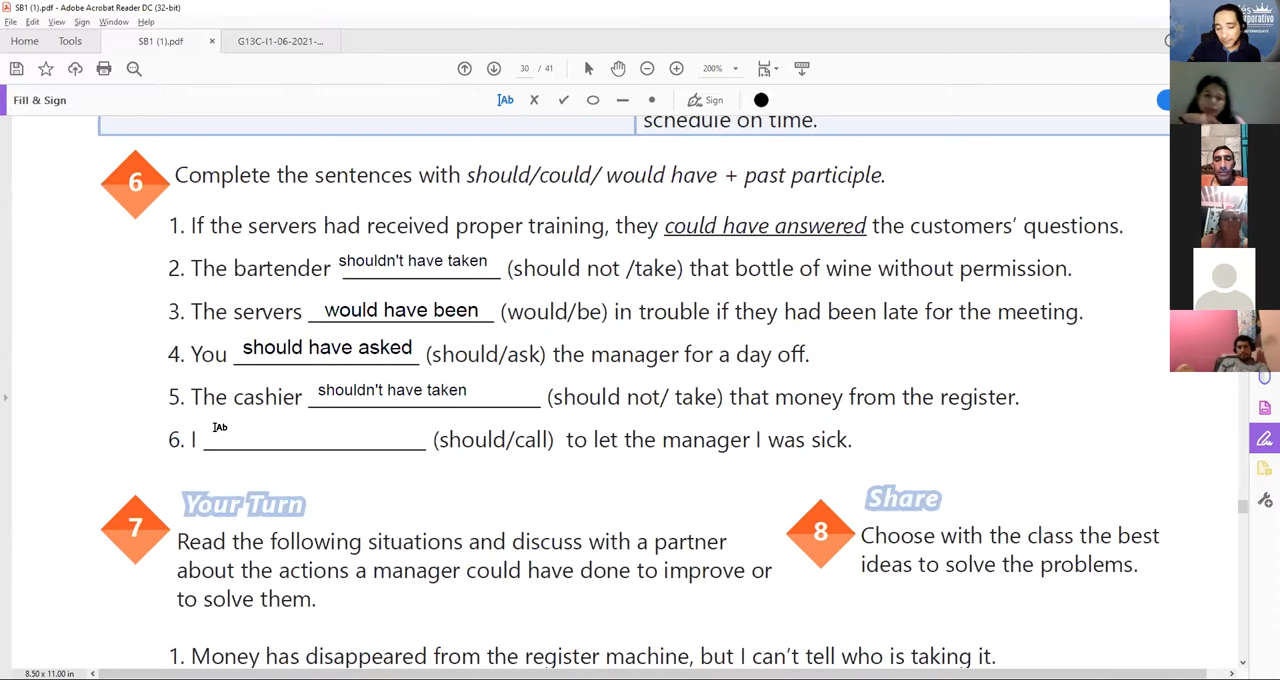 SB1 (1).pdf - Adobe Acrobat Reader DC (32-bit)
File Edit View Sign Window Help
Home Tools SB1 (1).pdf × G13C-I1-06-2021-...
30 / 41 200%
Fill & Sign Ab Sign
schedule on time.
6 Complete the sentences with should/could/ would have + past participle.
1. If the servers had received proper training, they could have answered the customers’ questions.
2. The bartender shouldn't have taken (should not /take) that bottle of wine without permission.
3. The servers would have been (would/be) in trouble if they had been late for the meeting.
4. You should have asked (should/ask) the manager for a day off.
5. The cashier shouldn't have taken (should not/ take) that money from the register.
Ab
6. I ____ (should/call) to let the manager I was sick.
Your Turn
7 Read the following situations and discuss with a partner
about the actions a manager could have done to improve or
to solve them.
Share
8 Choose with the class the best
ideas to solve the problems.
1. Money has disappeared from the register machine, but I can’t tell who is taking it.
8.50 x 11.00 in